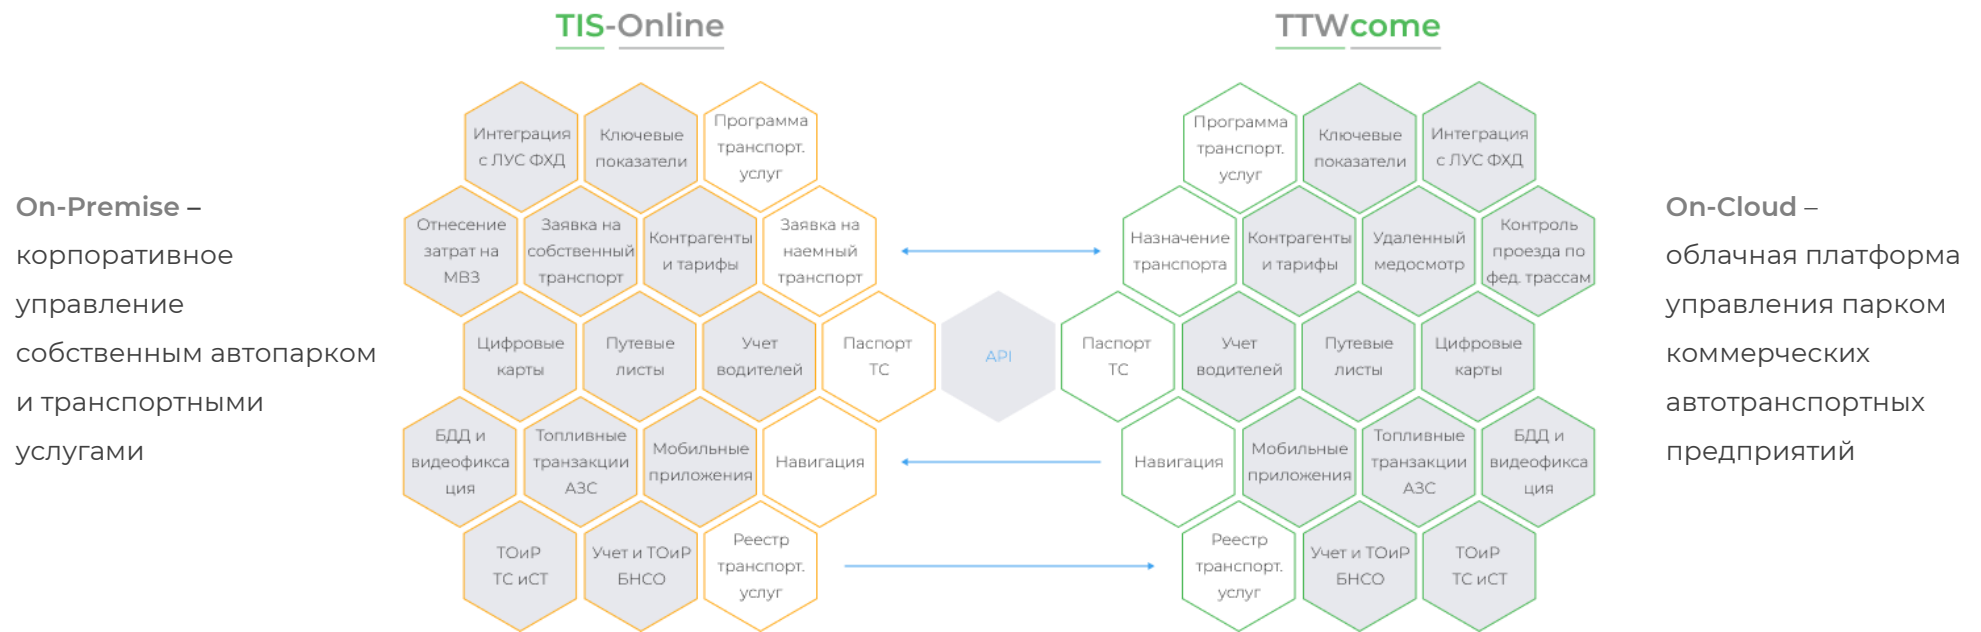 TIS-Online
TTWcome
On-Premise –
корпоративное
управление
собственным автопарком
и транспортными
услугами
Интеграция
с ЛУС ФХД
Ключевые
показатели
Программа
транспорт.
услуг
Отнесение
затрат на
МВЗ
Заявка на
собственный
транспорт
Контрагенты
и тарифы
Заявка на
наемный
транспорт
Цифровые
карты
Путевые
листы
Учет
водителей
Паспорт
ТС
БДД и
видеофикса
ция
Топливные
транзакции
АЗС
Мобильные
приложения
Навигация
ТОиР
ТС иСТ
Учет и ТОиР
БНСО
Реестр
транспорт.
услуг
API
Программа
транспорт.
услуг
Ключевые
показатели
Интеграция
с ЛУС ФХД
Назначение
транспорта
Контрагенты
и тарифы
Удаленный
медосмотр
Контроль
проезда по
фед. трассам
Паспорт
ТС
Учет
водителей
Путевые
листы
Цифровые
карты
Навигация
Мобильные
приложения
Топливные
транзакции
АЗС
БДД и
видеофикса
ция
Реестр
транспорт.
услуг
Учет и ТОиР
БНСО
ТОиР
ТС иСТ
On-Cloud –
облачная платформа
управления парком
коммерческих
автотранспортных
предприятий